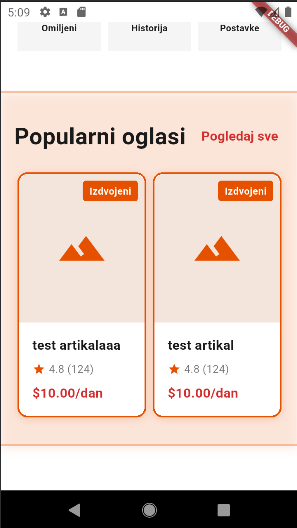 5:09
DEBUG
Omiljeni Historija Postavke
Popularni oglasi Pogledaj sve
Izdvojeni Izdvojeni
test artikalaaa test artikal
4.8 (124) 4.8 (124)
$10.00/dan $10.00/dan